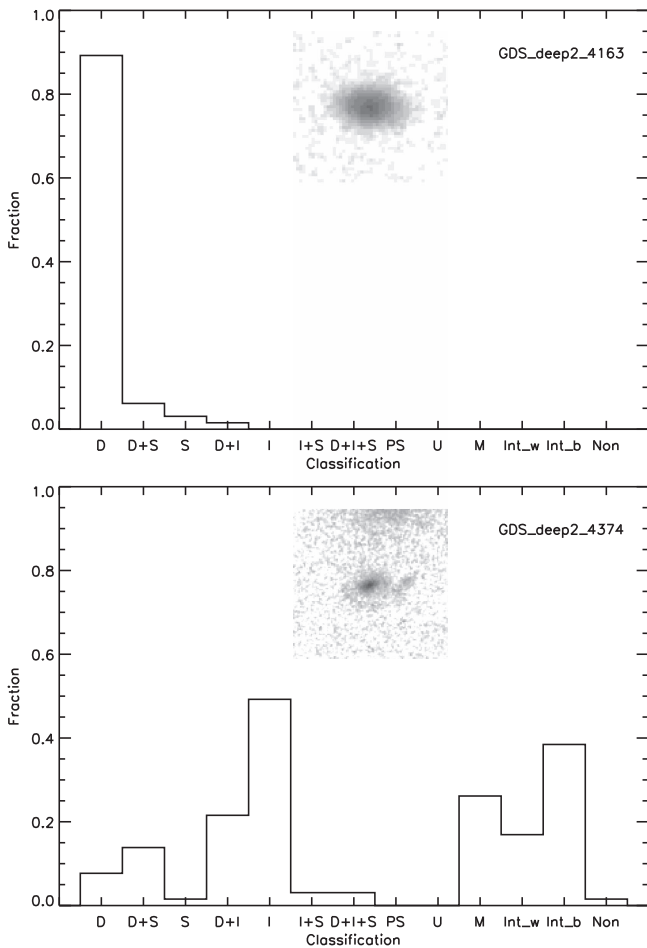 1.0
GDS_deep2_4163
0.8
0.6
Fraction
0.4
0.2
0.0
D D+S S D+I I I+S D+I+S PS U M Int_w Int_b Non
Classification
1.0
GDS_deep2_4374
0.8
0.6
Fraction
0.4
0.2
0.0
D D+S S D+I I I+S D+I+S PS U M Int_w Int_b Non
Classification